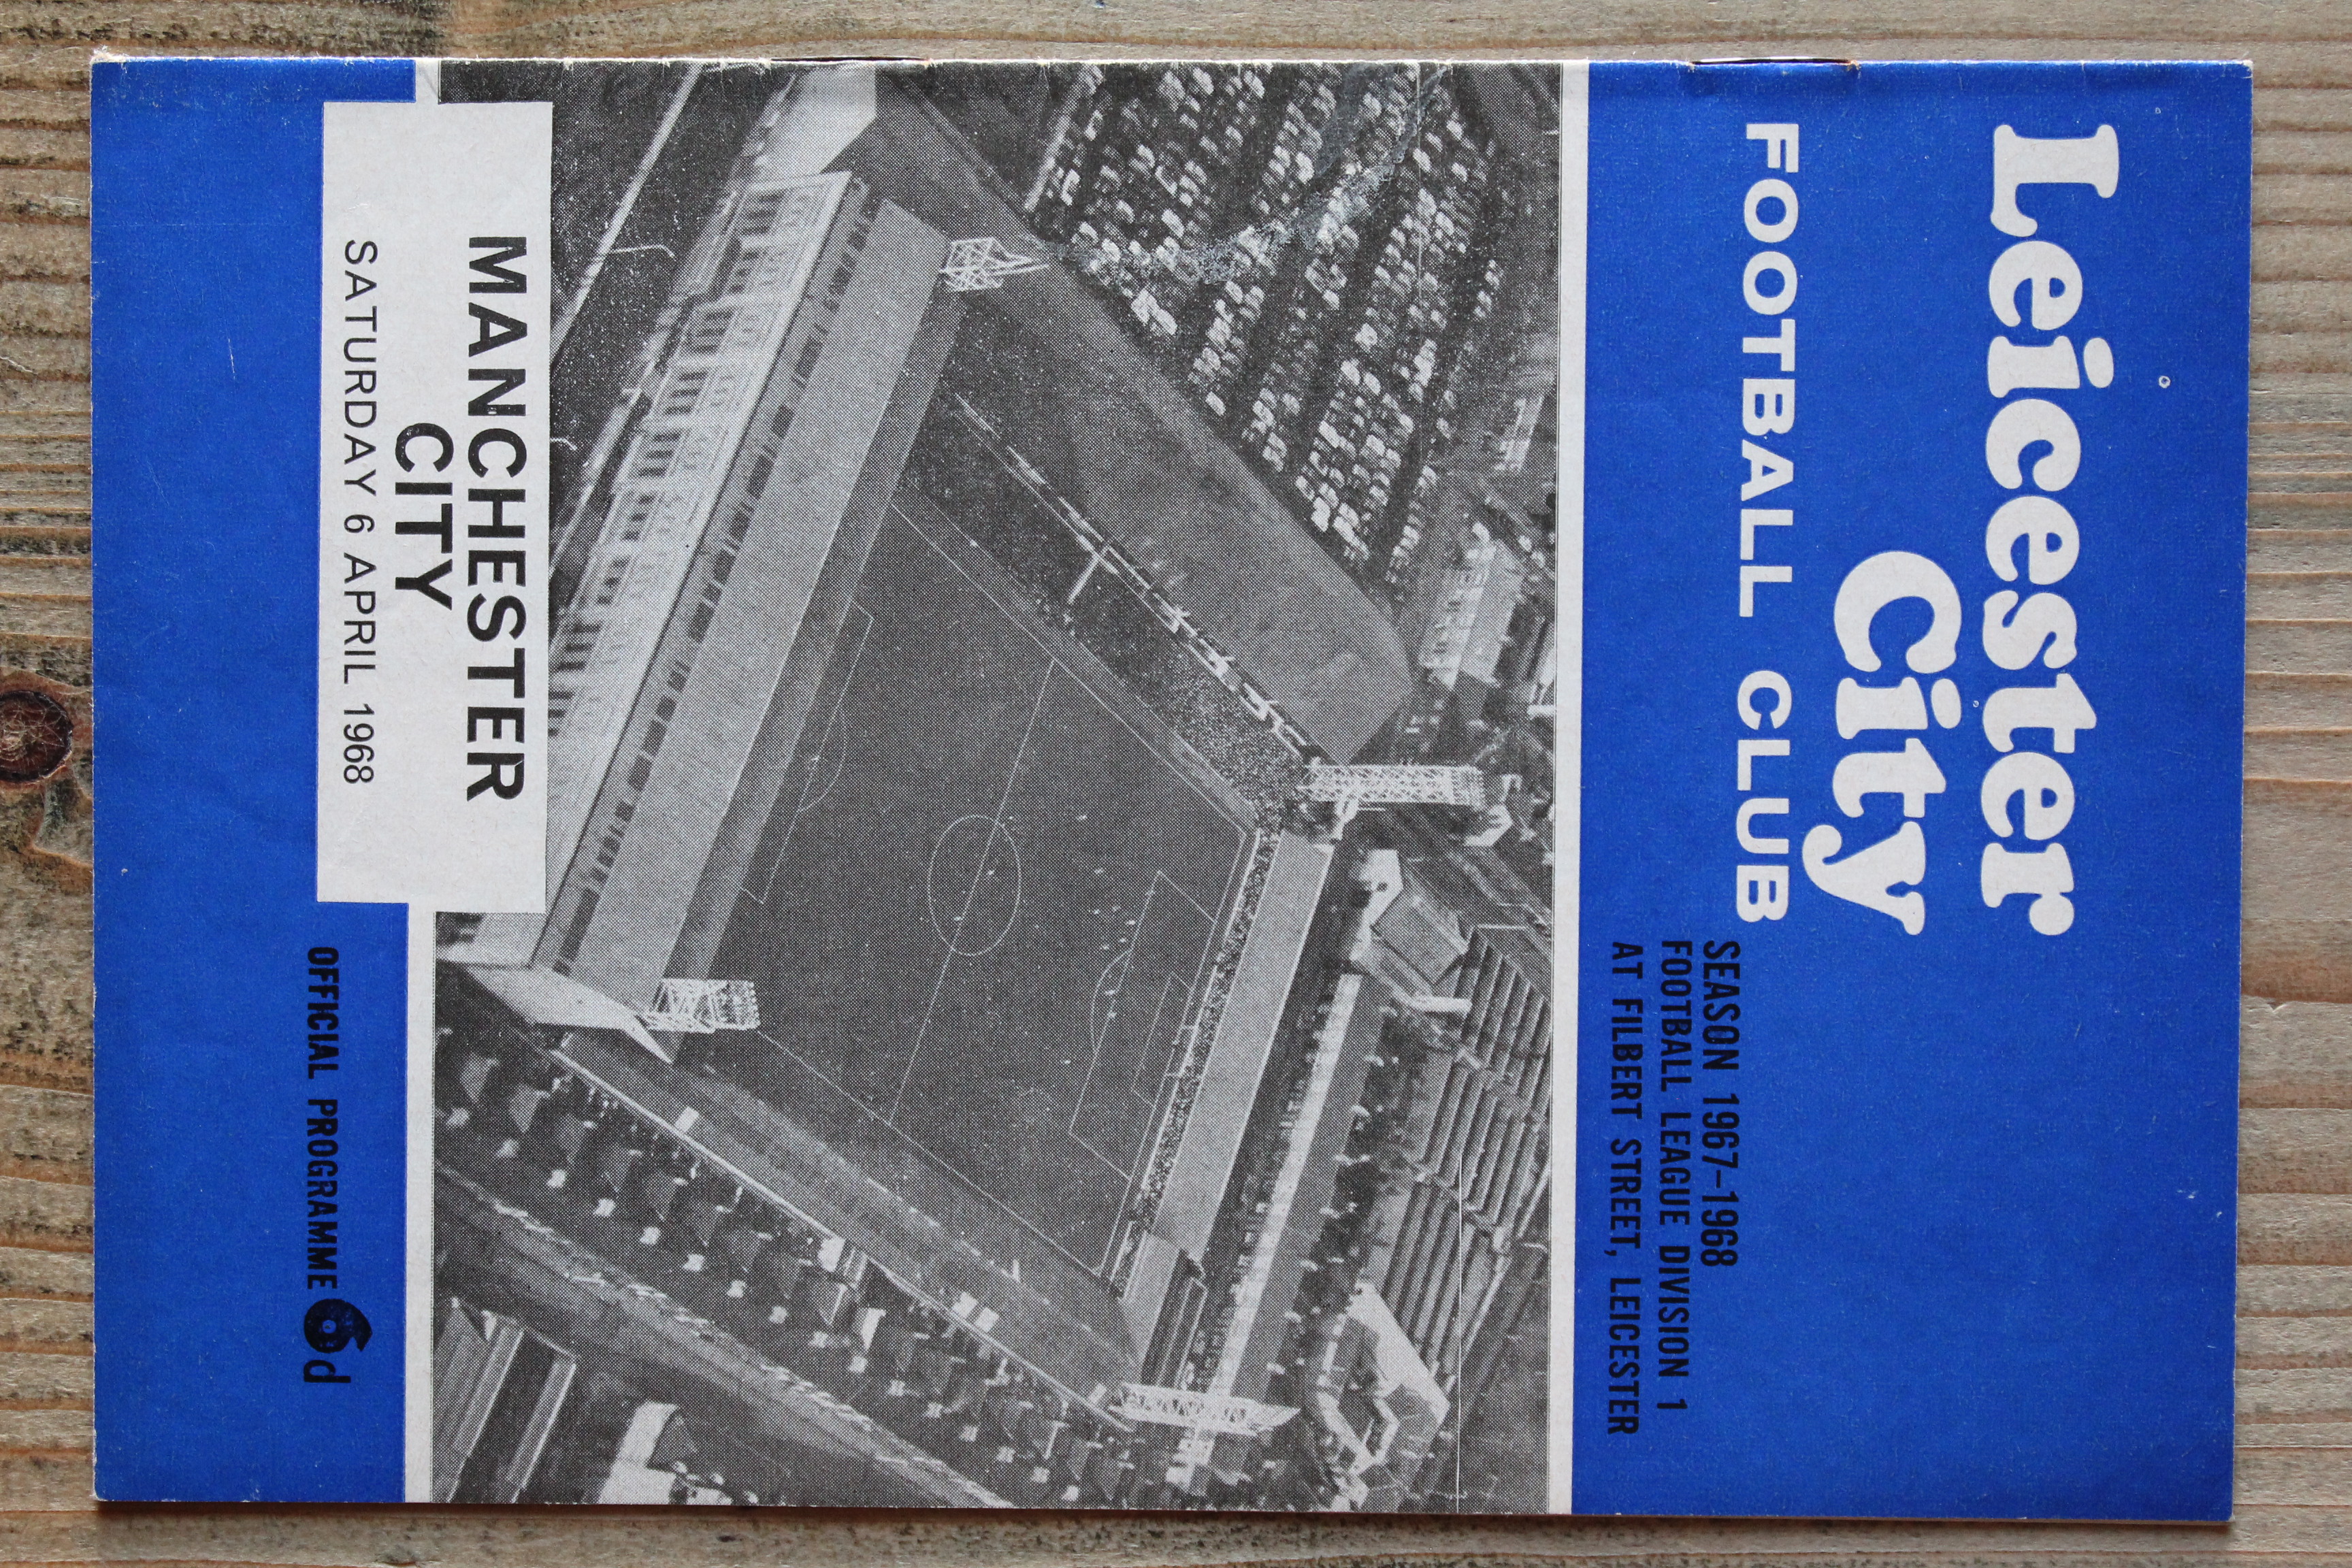 Leicester
City
FOOTBALL CLUB
SEASON 1967-1968
FOOTBALL LEAGUE DIVISION 1
AT FILBERT STREET, LEICESTER
MANCHESTER
CITY
SATURDAY 6 APRIL 1968
OFFICIAL PROGRAMME 6d